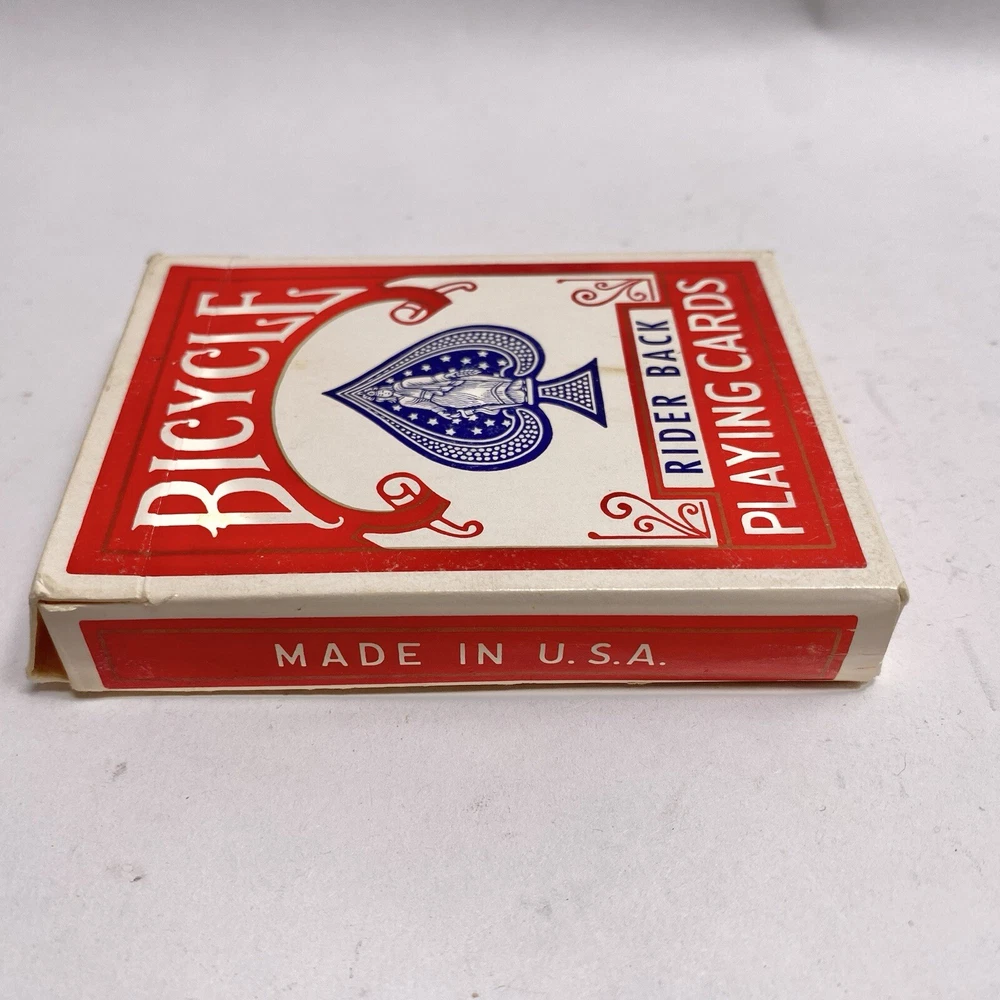 BICYCLE
RIDER BACK
PLAYING CARDS
MADE IN U.S.A.